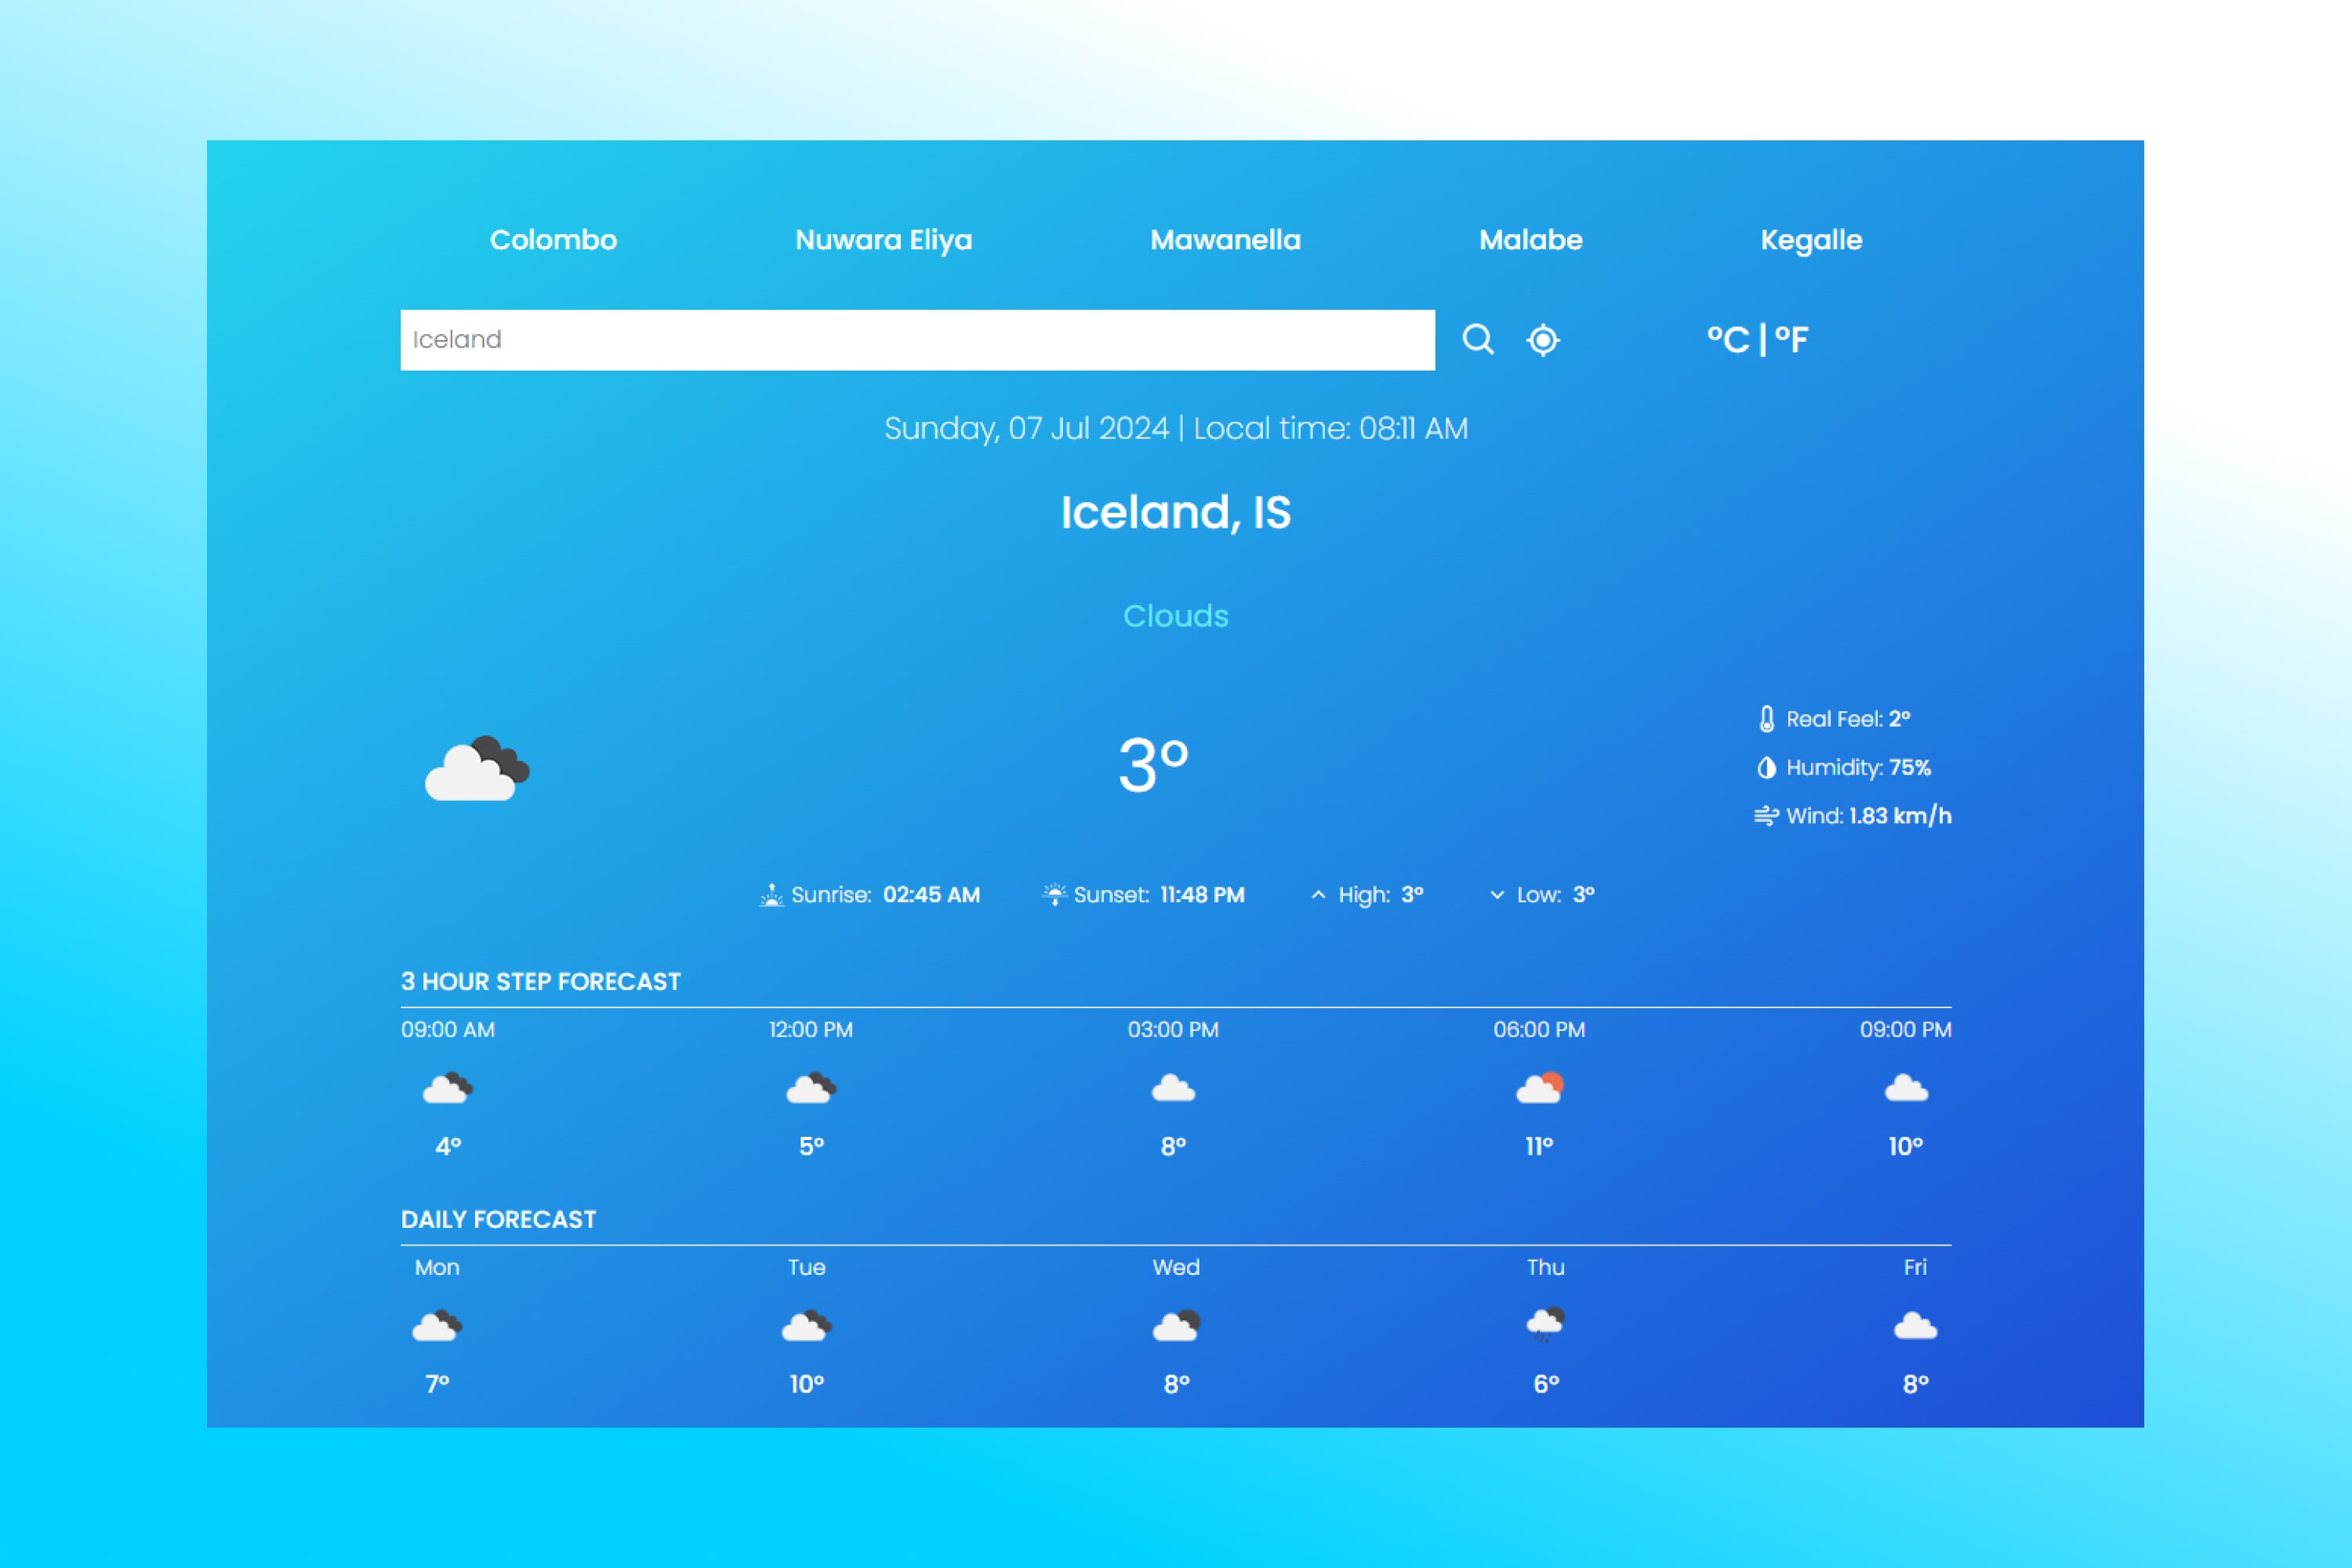 Colombo Nuwara Eliya Mawanella Malabe Kegalle
Iceland °C | °F
Sunday, 07 Jul 2024 | Local time: 08:11 AM
Iceland, IS
Clouds
3°
Real Feel: 2°
Humidity: 75%
Wind: 1.83 km/h
Sunrise: 02:45 AM Sunset: 11:48 PM High: 3° Low: 3°
3 HOUR STEP FORECAST
09:00 AM 12:00 PM 03:00 PM 06:00 PM 09:00 PM
4° 5° 8° 11° 10°
DAILY FORECAST
Mon Tue Wed Thu Fri
7° 10° 8° 6° 8°